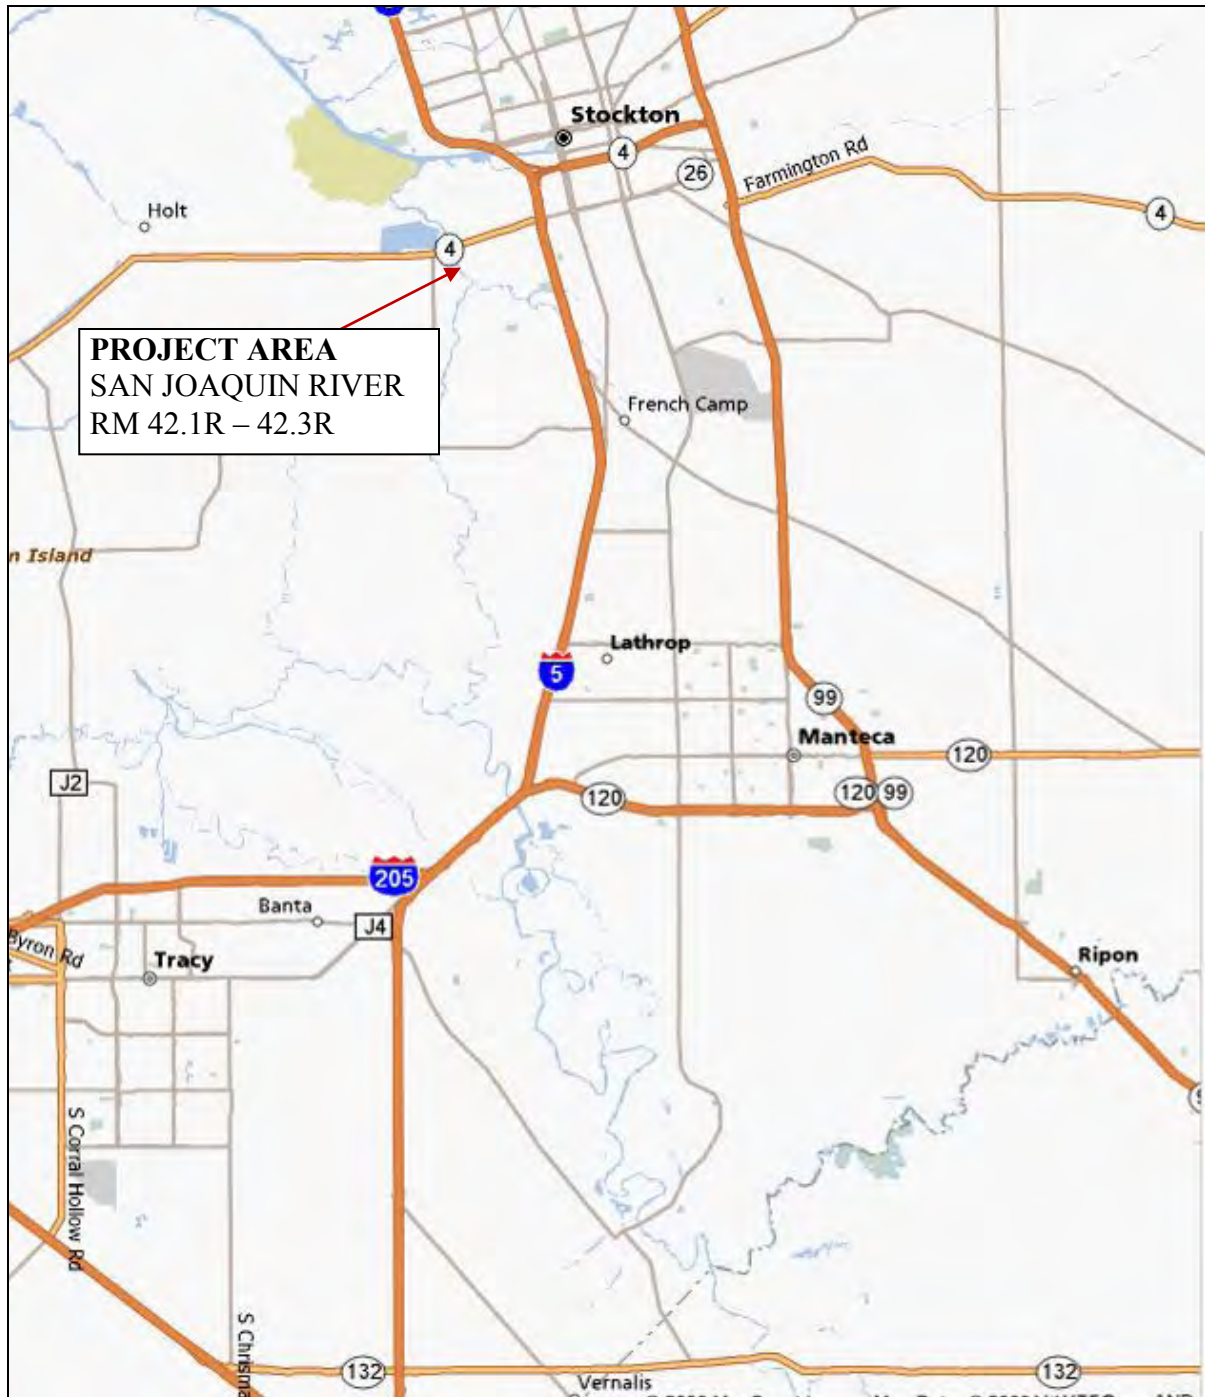 Stockton
4
26
Farmington Rd
Holt
4
4
PROJECT AREA
SAN JOAQUIN RIVER
RM 42.1R – 42.3R
French Camp
n Island
Lathrop
5
99
Manteca
120
J2
120
120
99
205
Banta
J4
Byron Rd
Tracy
Ripon
S Corral Hollow Rd
S Chrisma
132
132
Vernalis